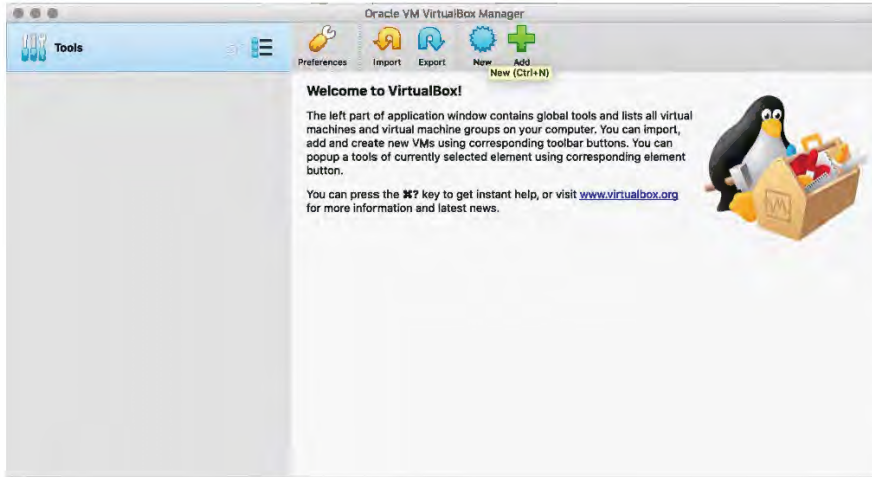 Oracle VM VirtualBox Manager
Tools
Preferences
Import
Export
New
Add
New (Ctrl+N)
Welcome to VirtualBox!
The left part of application window contains global tools and lists all virtual
machines and virtual machine groups on your computer. You can import,
add and create new VMs using corresponding toolbar buttons. You can
popup a tools of currently selected element using corresponding element
button.
You can press the ⌘? key to get instant help, or visit www.virtualbox.org
for more information and latest news.
VM